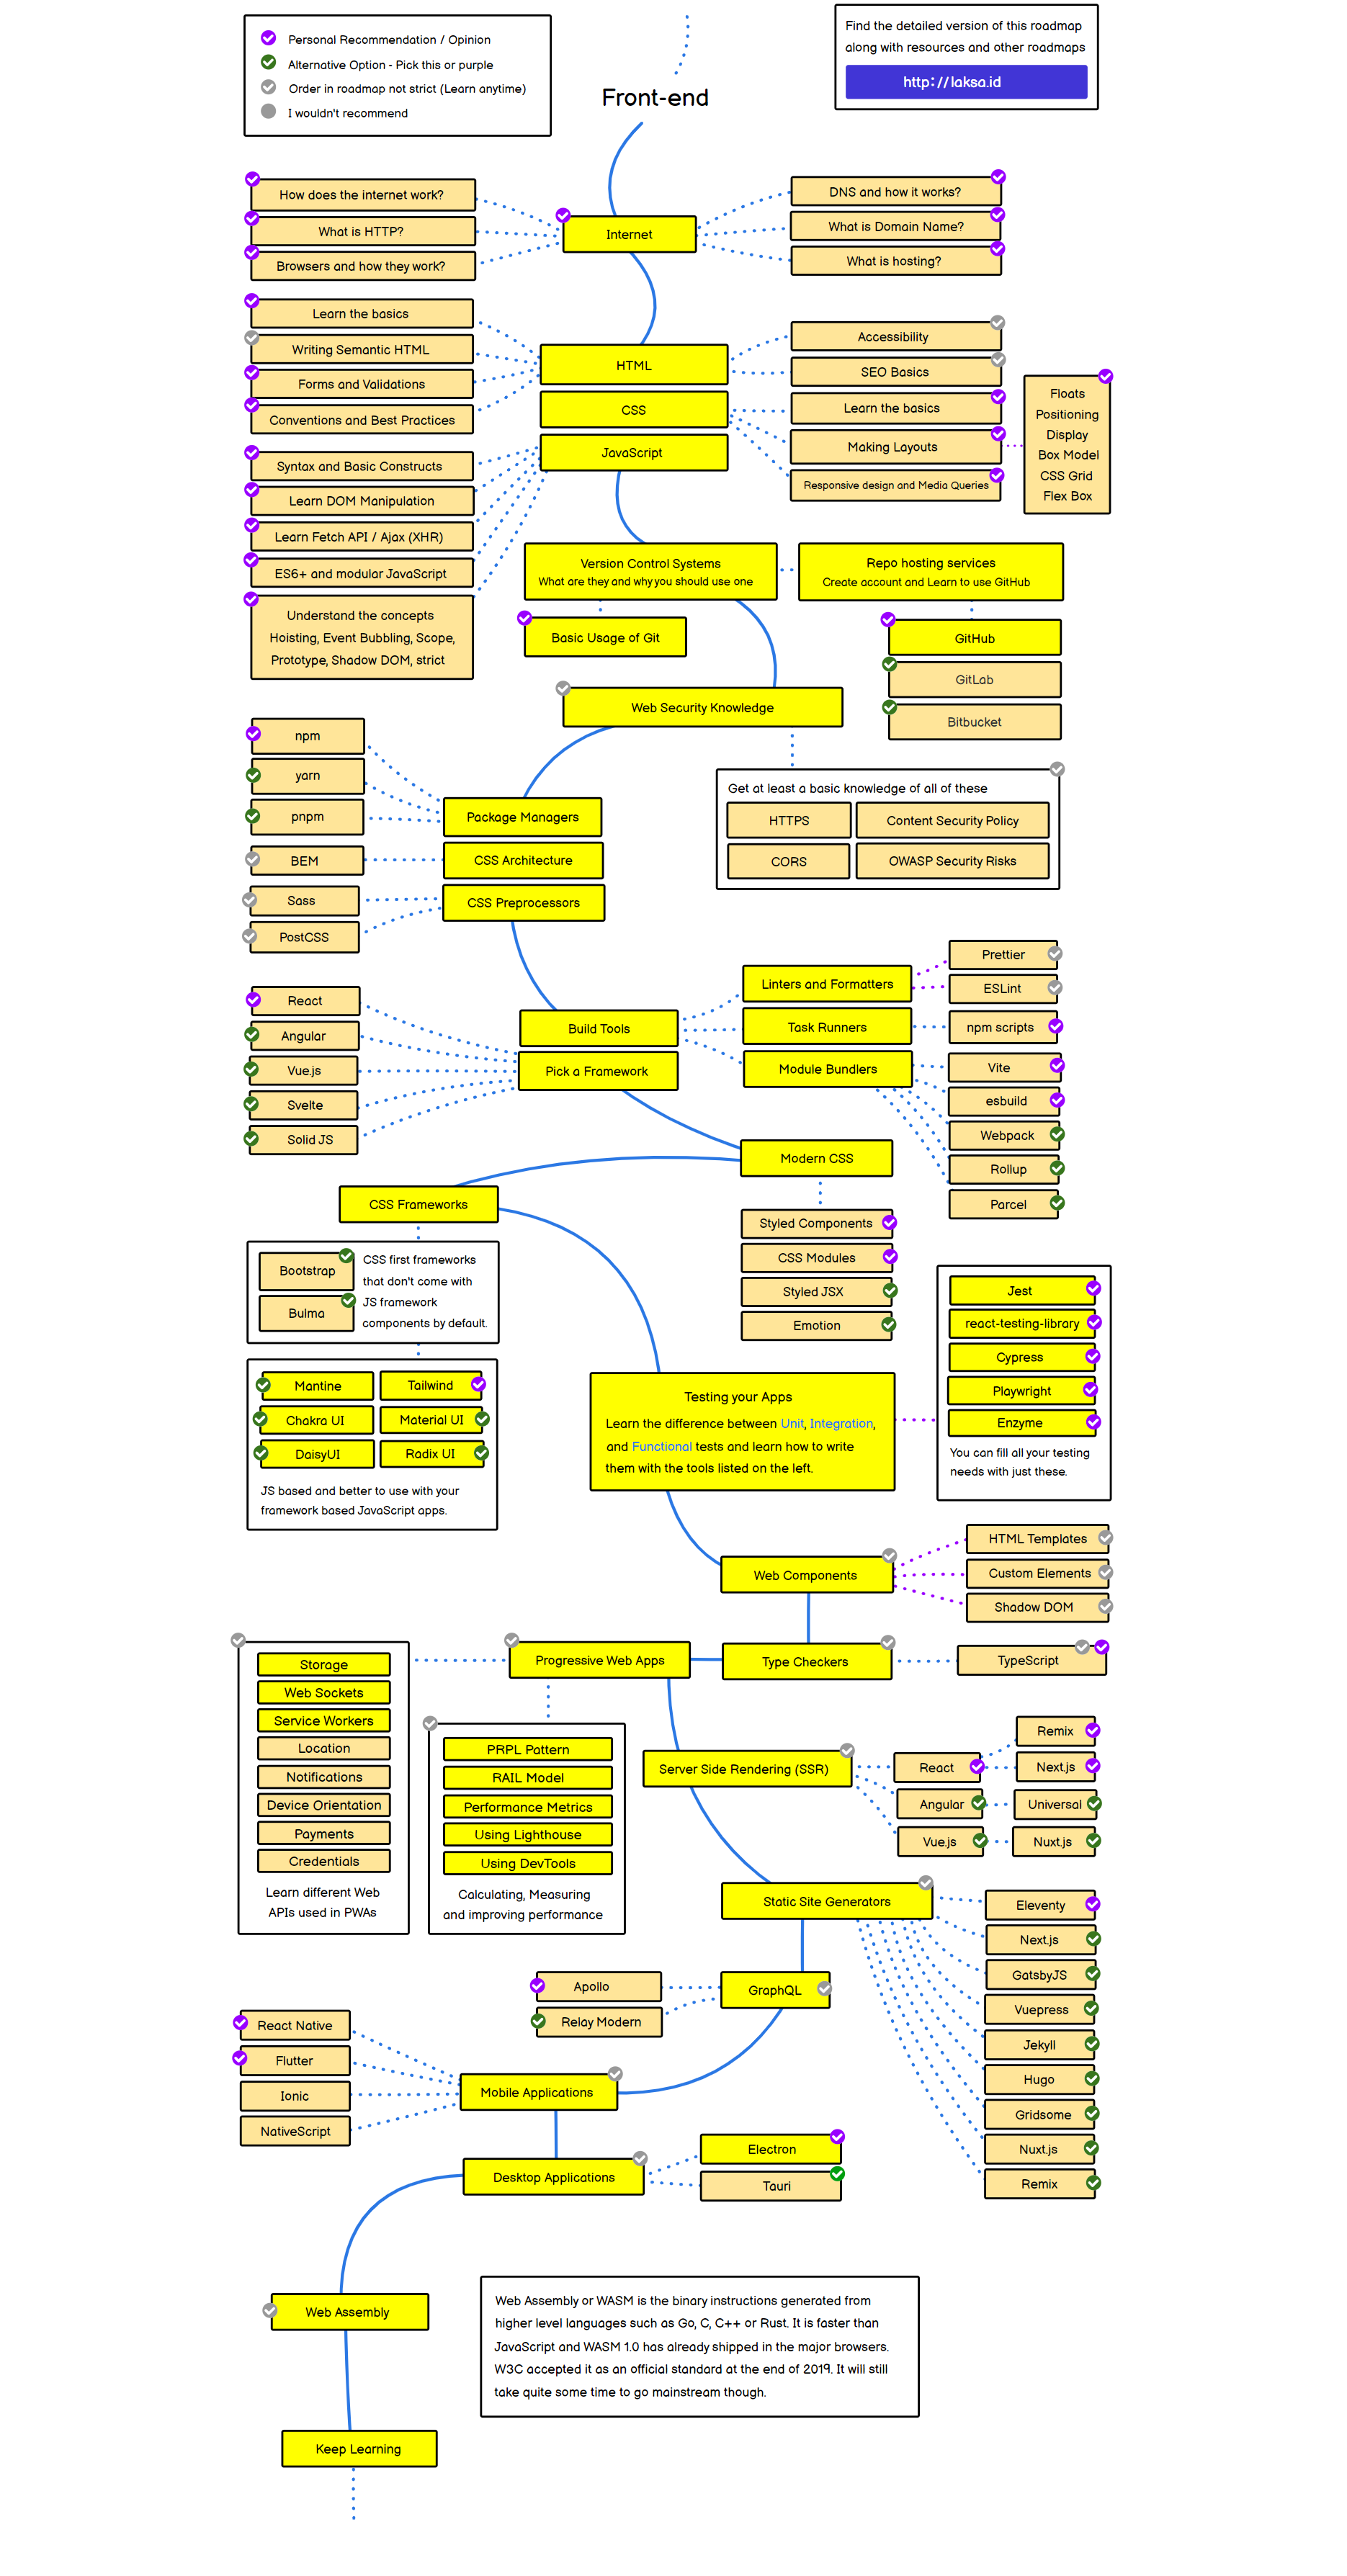 Personal Recommendation / Opinion
Alternative Option - Pick this or purple
Order in roadmap not strict (Learn anytime)
I wouldn't recommend
Find the detailed version of this roadmap
along with resources and other roadmaps
http://laksa.id
Front-end
How does the internet work?
What is HTTP?
Browsers and how they work?
Internet
DNS and how it works?
What is Domain Name?
What is hosting?
Learn the basics
Writing Semantic HTML
Forms and Validations
Conventions and Best Practices
HTML
CSS
JavaScript
Accessibility
SEO Basics
Learn the basics
Making Layouts
Responsive design and Media Queries
Floats
Positioning
Display
Box Model
CSS Grid
Flex Box
Syntax and Basic Constructs
Learn DOM Manipulation
Learn Fetch API / Ajax (XHR)
ES6+ and modular JavaScript
Understand the concepts
Hoisting, Event Bubbling, Scope,
Prototype, Shadow DOM, strict
Version Control Systems
What are they and why you should use one
Basic Usage of Git
Repo hosting services
Create account and Learn to use GitHub
GitHub
GitLab
Bitbucket
Web Security Knowledge
Get at least a basic knowledge of all of these
HTTPS
Content Security Policy
CORS
OWASP Security Risks
npm
yarn
pnpm
BEM
Sass
PostCSS
Package Managers
CSS Architecture
CSS Preprocessors
React
Angular
Vue.js
Svelte
Solid JS
Build Tools
Pick a Framework
Linters and Formatters
Task Runners
Module Bundlers
Prettier
ESLint
npm scripts
Vite
esbuild
Webpack
Rollup
Parcel
Modern CSS
Styled Components
CSS Modules
Styled JSX
Emotion
CSS Frameworks
Bootstrap
Bulma
CSS first frameworks
that don't come with
JS framework
components by default.
Mantine
Tailwind
Chakra UI
Material UI
DaisyUI
Radix UI
JS based and better to use with your
framework based JavaScript apps.
Testing your Apps
Learn the difference between Unit, Integration,
and Functional tests and learn how to write
them with the tools listed on the left.
Jest
react-testing-library
Cypress
Playwright
Enzyme
You can fill all your testing
needs with just these.
Web Components
HTML Templates
Custom Elements
Shadow DOM
Type Checkers
TypeScript
Progressive Web Apps
Storage
Web Sockets
Service Workers
Location
Notifications
Device Orientation
Payments
Credentials
Learn different Web
APIs used in PWAs
PRPL Pattern
RAIL Model
Performance Metrics
Using Lighthouse
Using DevTools
Calculating, Measuring
and improving performance
Server Side Rendering (SSR)
React
Angular
Vue.js
Remix
Next.js
Universal
Nuxt.js
Static Site Generators
Eleventy
Next.js
GatsbyJS
Vuepress
Jekyll
Hugo
Gridsome
Nuxt.js
Remix
GraphQL
Apollo
Relay Modern
React Native
Flutter
Ionic
NativeScript
Mobile Applications
Desktop Applications
Electron
Tauri
Web Assembly
Web Assembly or WASM is the binary instructions generated from
higher level languages such as Go, C, C++ or Rust. It is faster than
JavaScript and WASM 1.0 has already shipped in the major browsers.
W3C accepted it as an official standard at the end of 2019. It will still
take quite some time to go mainstream though.
Keep Learning